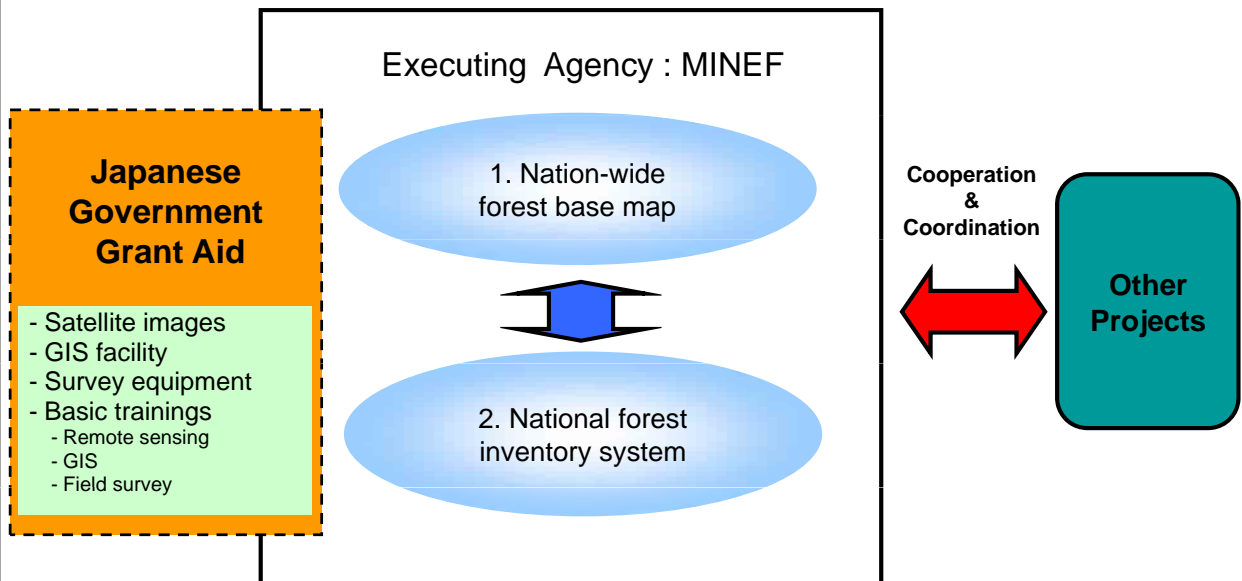 Executing Agency : MINEF
Japanese
Government
Grant Aid
- Satellite images
- GIS facility
- Survey equipment
- Basic trainings
- Remote sensing
- GIS
- Field survey
1. Nation-wide
forest base map
2. National forest
inventory system
Cooperation
&
Coordination
Other
Projects